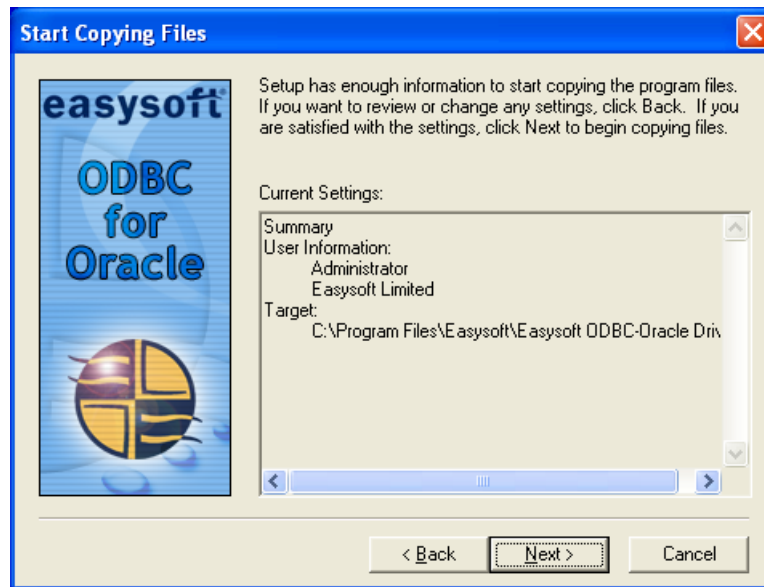 Start Copying Files
easysoft
ODBC
for
Oracle
Setup has enough information to start copying the program files.
If you want to review or change any settings, click Back.  If you
are satisfied with the settings, click Next to begin copying files.
Current Settings:
Summary
User Information:
Administrator
Easysoft Limited
Target:
C:\Program Files\Easysoft\Easysoft ODBC-Oracle
< Back
Next >
Cancel